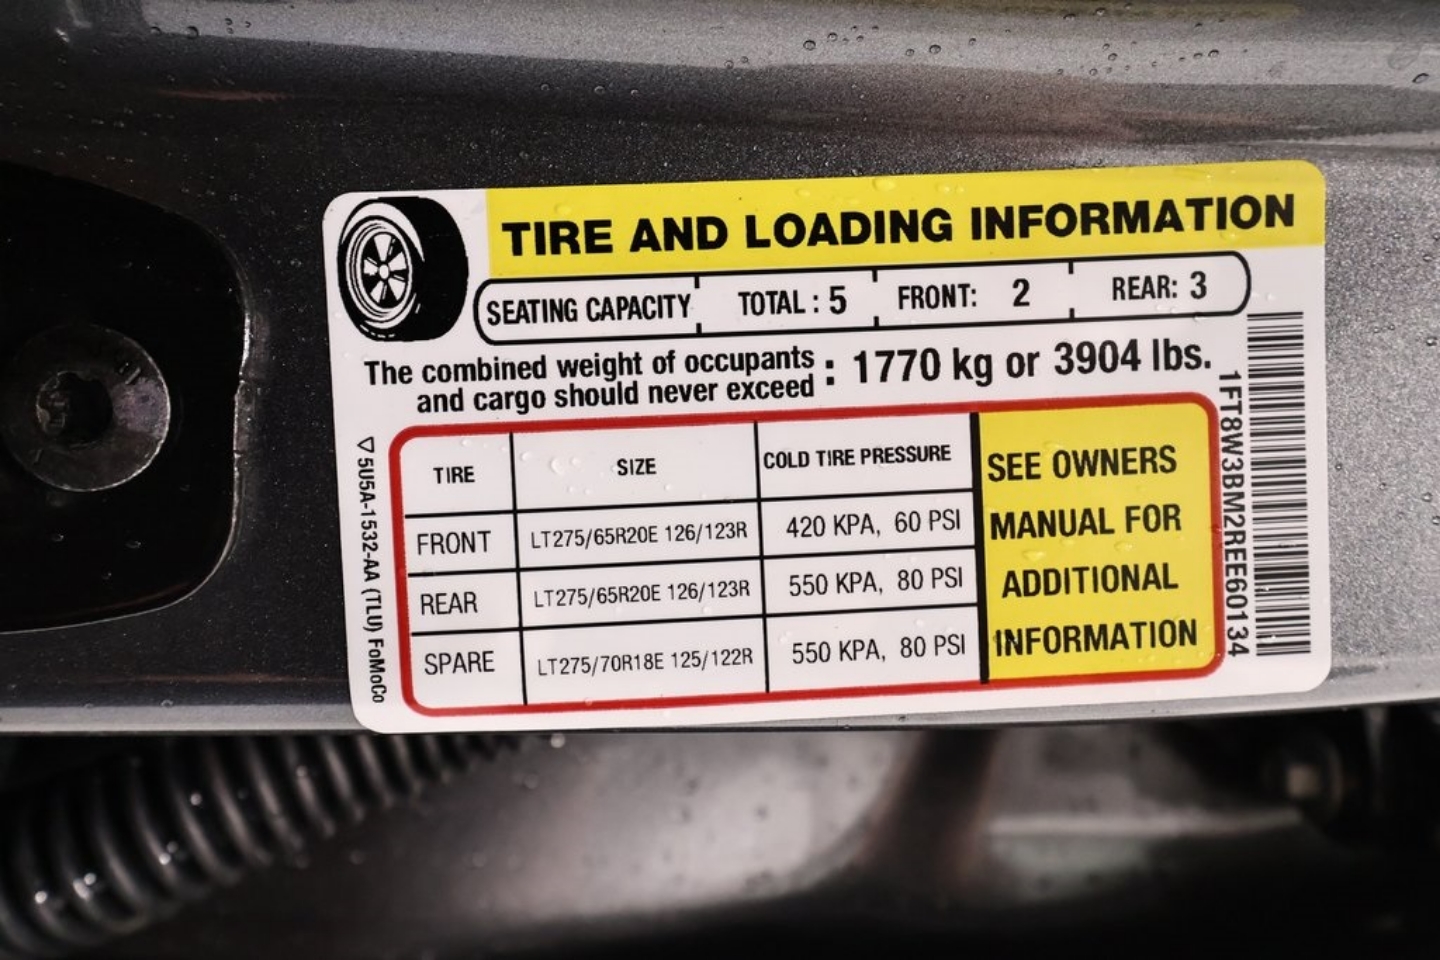 TIRE AND LOADING INFORMATION
SEATING CAPACITY TOTAL : 5 FRONT: 2 REAR: 3
The combined weight of occupants
and cargo should never exceed : 1770 kg or 3904 lbs.
TIRE SIZE COLD TIRE PRESSURE
FRONT LT275/65R20E 126/123R 420 KPA, 60 PSI
REAR LT275/65R20E 126/123R 550 KPA, 80 PSI
SPARE LT275/70R18E 125/122R 550 KPA, 80 PSI
SEE OWNERS
MANUAL FOR
ADDITIONAL
INFORMATION
5U5A-1532-AA (TLU) FoMoCo
1FT8W3BM2REE60134